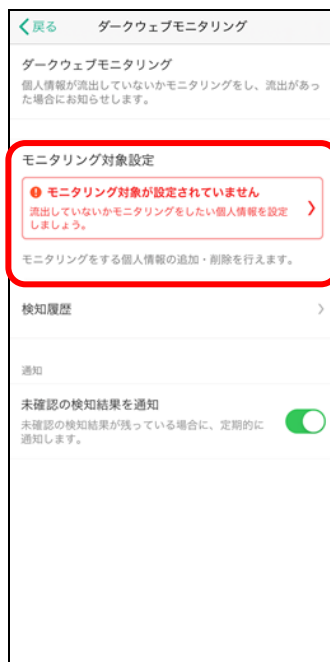 戻る ダークウェブモニタリング
ダークウェブモニタリング
個人情報が流出していないかモニタリングをし、流出があっ
た場合にお知らせします。
モニタリング対象設定
モニタリング対象が設定されていません
流出していないかモニタリングをしたい個人情報を設定
しましょう。
モニタリングをする個人情報の追加・削除を行えます。
検知履歴
通知
未確認の検知結果を通知
未確認の検知結果が残っている場合に、定期的に
通知します。